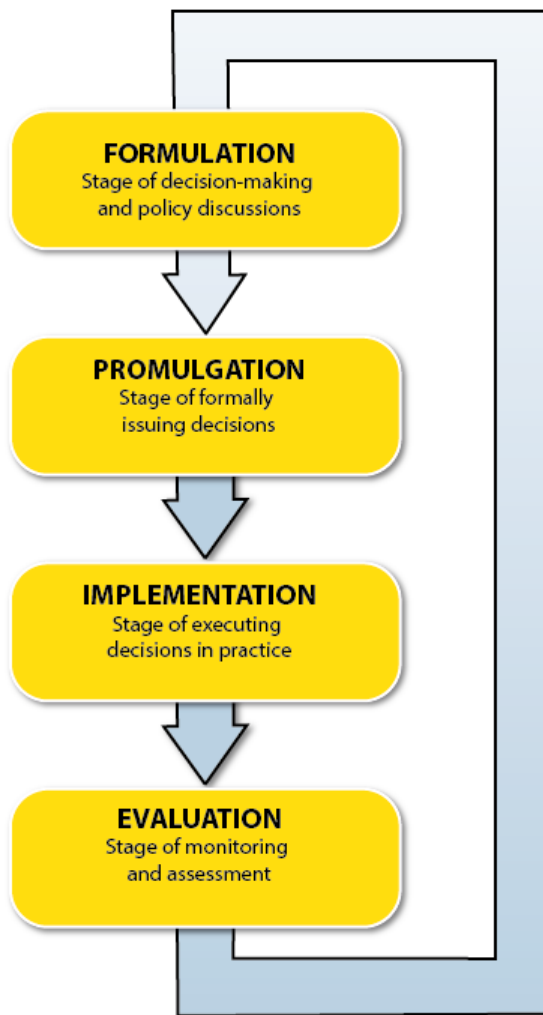 FORMULATION
Stage of decision-making
and policy discussions
PROMULGATION
Stage of formally
issuing decisions
IMPLEMENTATION
Stage of executing
decisions in practice
EVALUATION
Stage of monitoring
and assessment